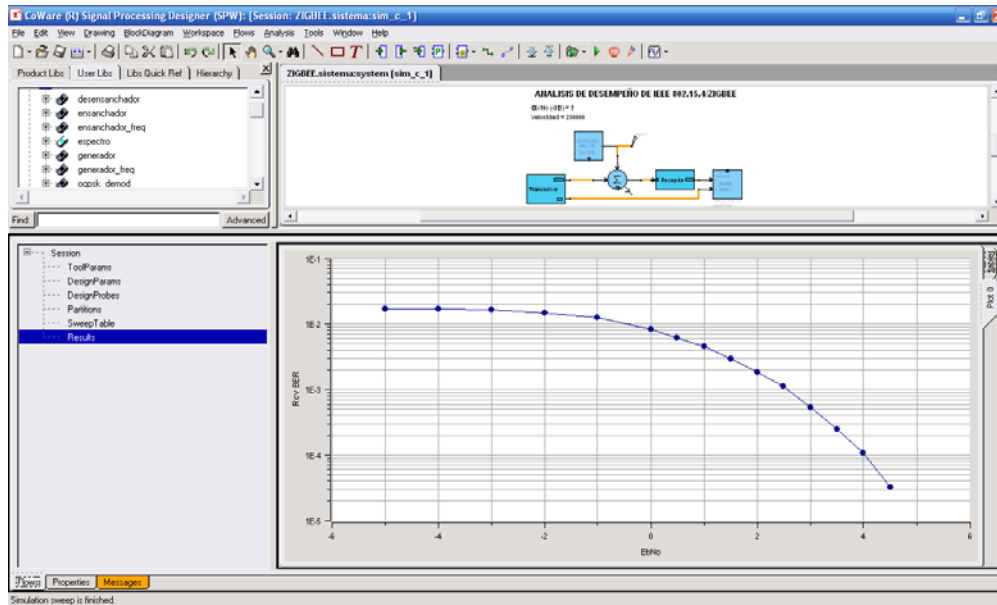 CoWare (R) Signal Processing Designer (SPW): [Session: ZIGBEE.sistema:sim_c_1]
File Edit View Drawing BlockDiagram Workspace Flows Analysis Tools Window Help
Product Libs User Libs Libs Quick Ref Hierarchy
desensanchador
ensanchador
ensanchador_freq
espectro
generador
generador_freq
oqpsk_demod
Find: Advanced
ZIGBEE.sistema:system [sim_c_1]
ANALISIS DE DESEMPEÑO DE IEEE 802.15.4/ZIGBEE
Velocidad = 250000
Transmisor
Σ
Receptor
Session
ToolParams
DesignParams
DesignProbes
Partitions
SweepTable
Results
1E-1
1E-2
1E-3
1E-4
1E-5
Rcv BER
-6 -4 -2 0 2 4 6
EbNo
Plot 0
Flows Properties Messages
Simulation sweep is finished.